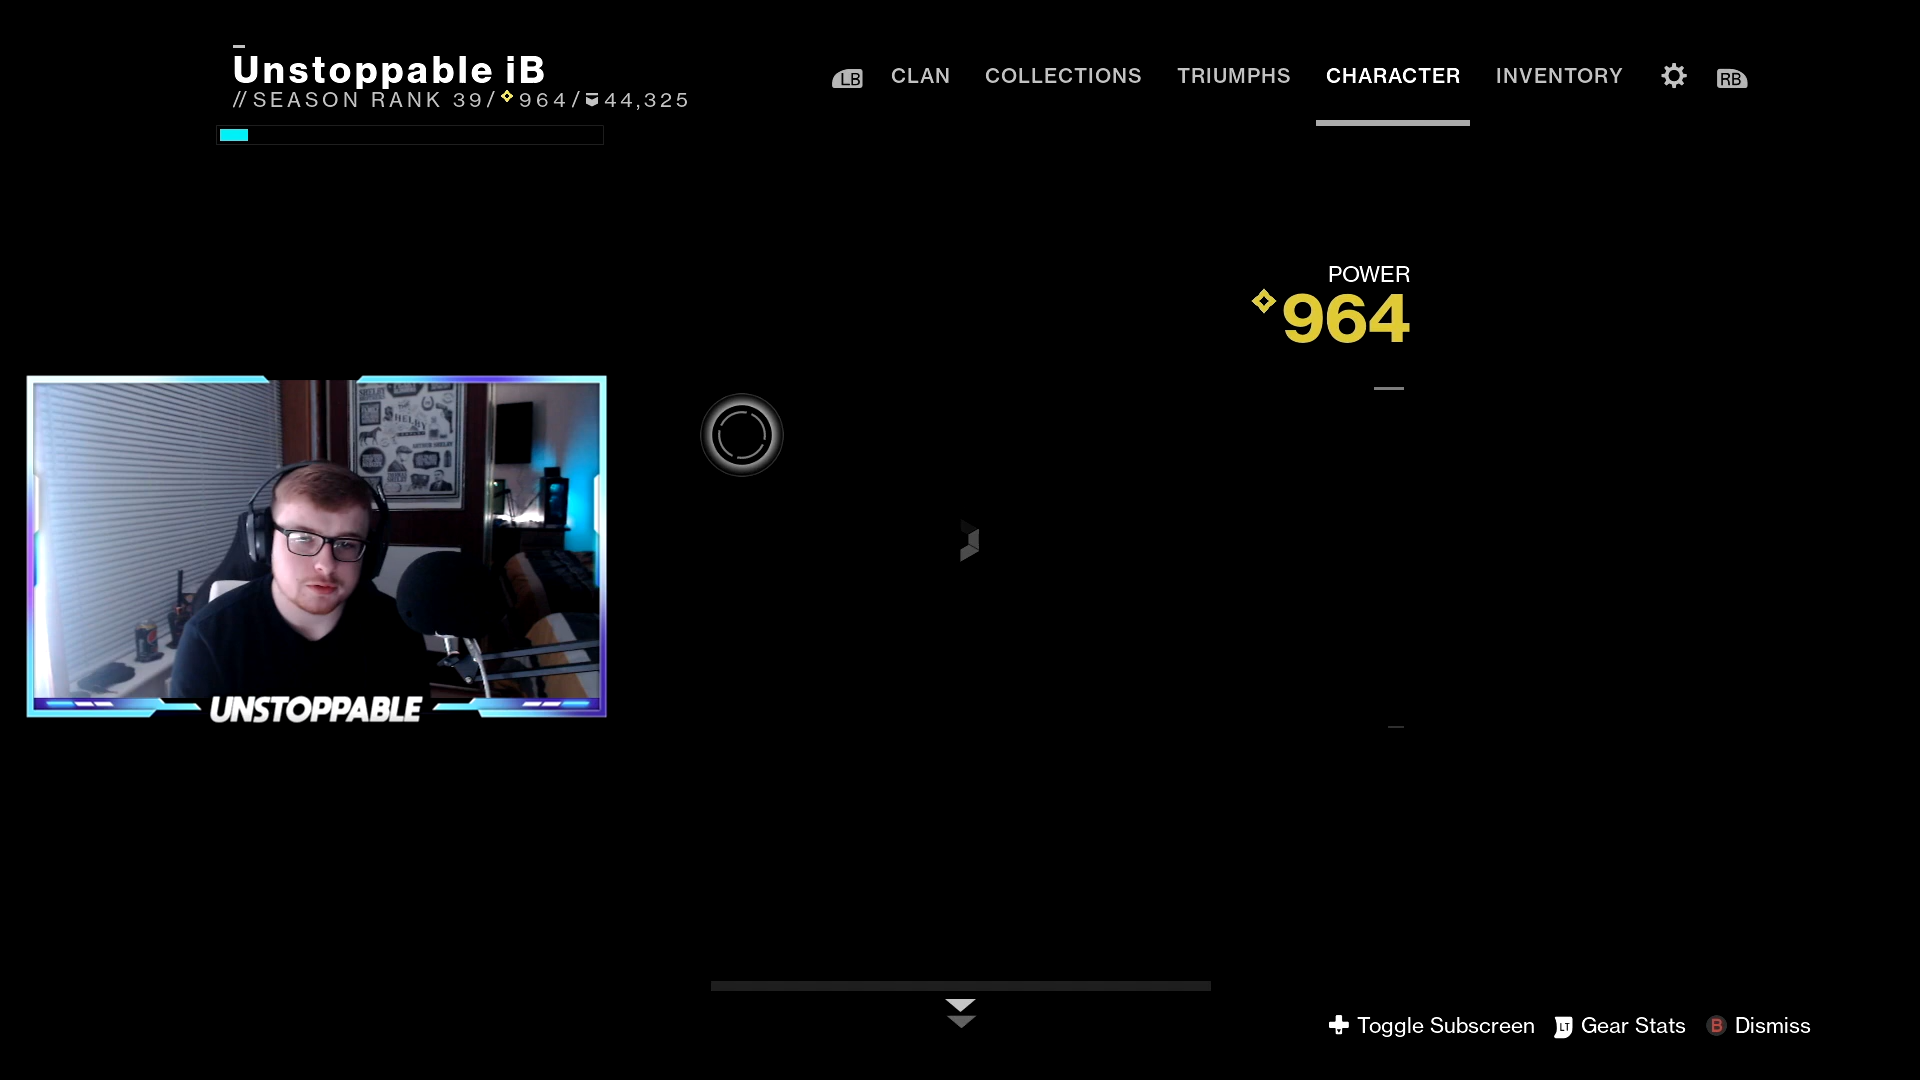 Unstoppable iB
// SEASON RANK 39/964/44,325
LB CLAN COLLECTIONS TRIUMPHS CHARACTER INVENTORY RB
POWER
964
SHELBY
UNSTOPPABLE
Toggle Subscreen LT Gear Stats B Dismiss